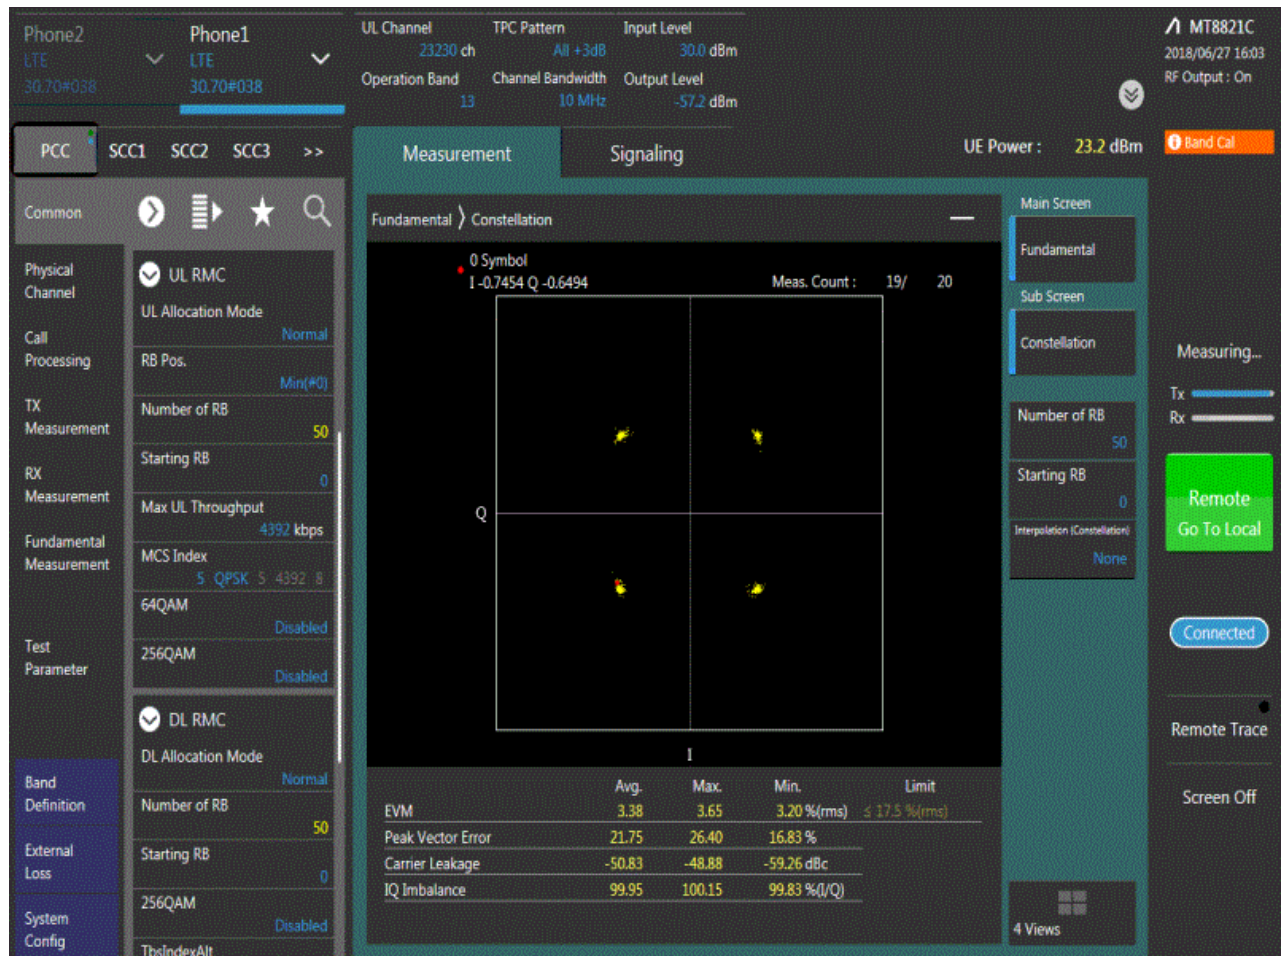 Phone2
LTE
30.70#038
Phone1
LTE
30.70#038
UL Channel
23230 ch
TPC Pattern
All +3dB
Input Level
30.0 dBm
Operation Band
13
Channel Bandwidth
10 MHz
Output Level
-57.2 dBm
MT8821C
2018/06/27 16:03
RF Output : On
Band Cal
PCC SCC1 SCC2 SCC3 >>
Measurement Signaling
UE Power : 23.2 dBm
Common
Physical
Channel
Call
Processing
TX
Measurement
RX
Measurement
Fundamental
Measurement
Test
Parameter
Band
Definition
External
Loss
System
Config
UL RMC
UL Allocation Mode
Normal
RB Pos.
Min(#0)
Number of RB
50
Starting RB
0
Max UL Throughput
4392 kbps
MCS Index
5 QPSK 5 4392 8
64QAM
Disabled
256QAM
Disabled
DL RMC
DL Allocation Mode
Normal
Number of RB
50
Starting RB
0
256QAM
Disabled
TbsIndexAlt
Fundamental 〉 Constellation
0 Symbol
I -0.7454 Q -0.6494
Meas. Count : 19/ 20
Q
I
Avg. Max. Min. Limit
EVM 3.38 3.65 3.20 %(rms) ≤ 17.5 %(rms)
Peak Vector Error 21.75 26.40 16.83 %
Carrier Leakage -50.83 -48.88 -59.26 dBc
IQ Imbalance 99.95 100.15 99.83 %(I/Q)
Main Screen
Fundamental
Sub Screen
Constellation
Number of RB
50
Starting RB
0
Interpolation (Constellation)
None
4 Views
Measuring...
Tx
Rx
Remote
Go To Local
Connected
Remote Trace
Screen Off